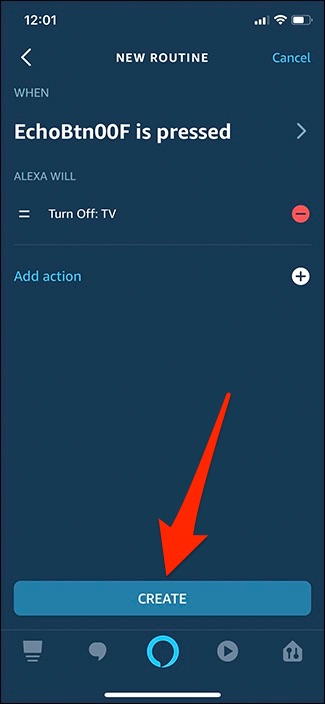 12:01
NEW ROUTINE
Cancel
WHEN
EchoBtn00F is pressed
ALEXA WILL
Turn Off: TV
Add action
CREATE